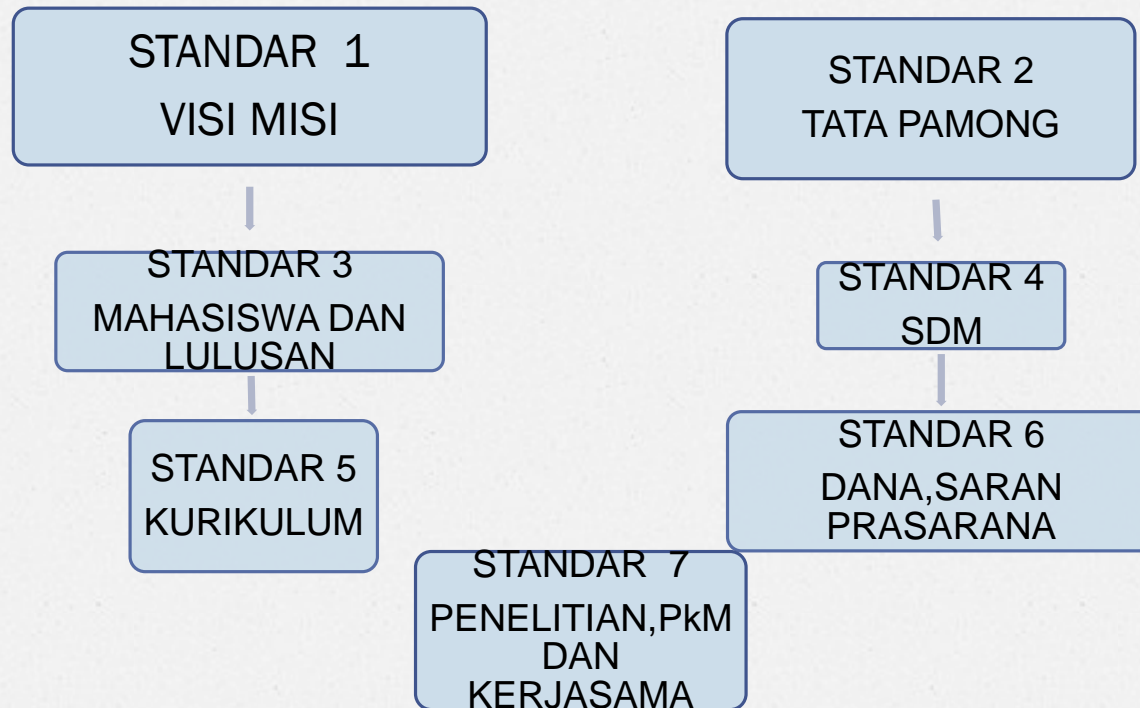 STANDAR 1
VISI MISI
STANDAR 2
TATA PAMONG
STANDAR 3
MAHASISWA DAN
LULUSAN
STANDAR 4
SDM
STANDAR 5
KURIKULUM
STANDAR 6
DANA,SARAN
PRASARANA
STANDAR 7
PENELITIAN,PkM
DAN
KERJASAMA